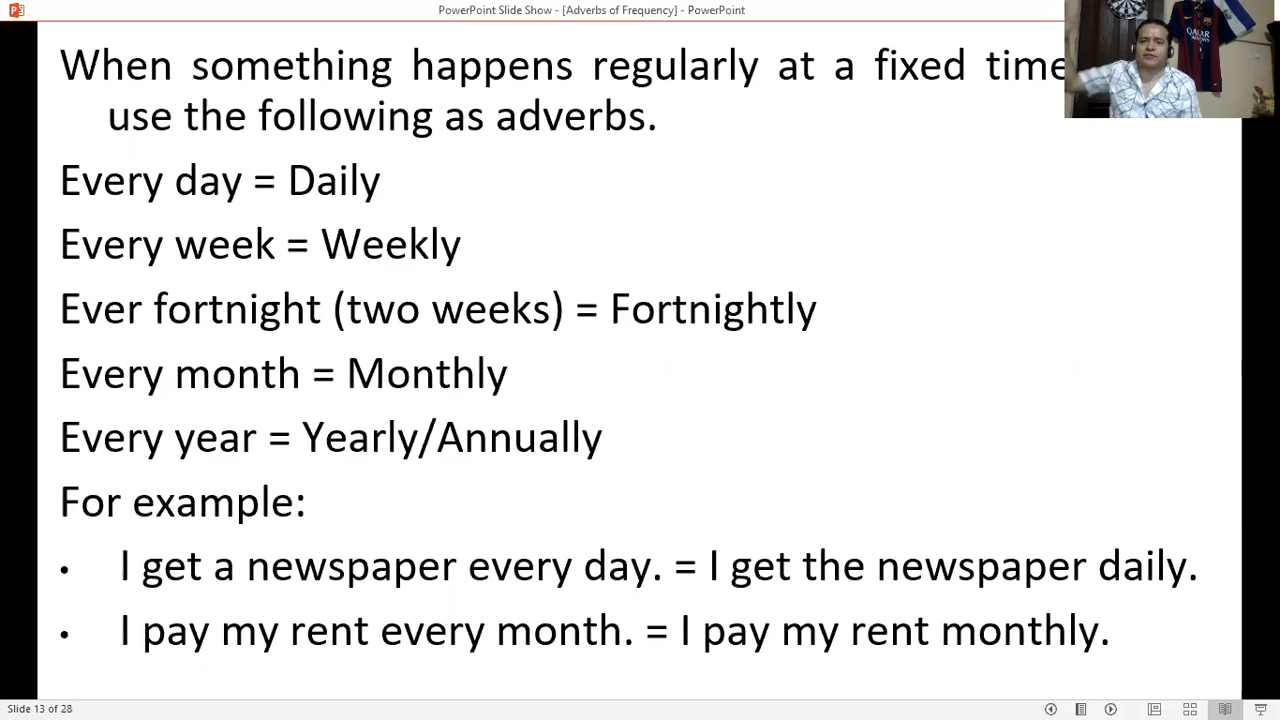 PowerPoint Slide Show - [Adverbs of Frequency] - PowerPoint
When something happens regularly at a fixed time
use the following as adverbs.
Every day = Daily
Every week = Weekly
Ever fortnight (two weeks) = Fortnightly
Every month = Monthly
Every year = Yearly/Annually
For example:
• I get a newspaper every day. = I get the newspaper daily.
• I pay my rent every month. = I pay my rent monthly.
Slide 13 of 28